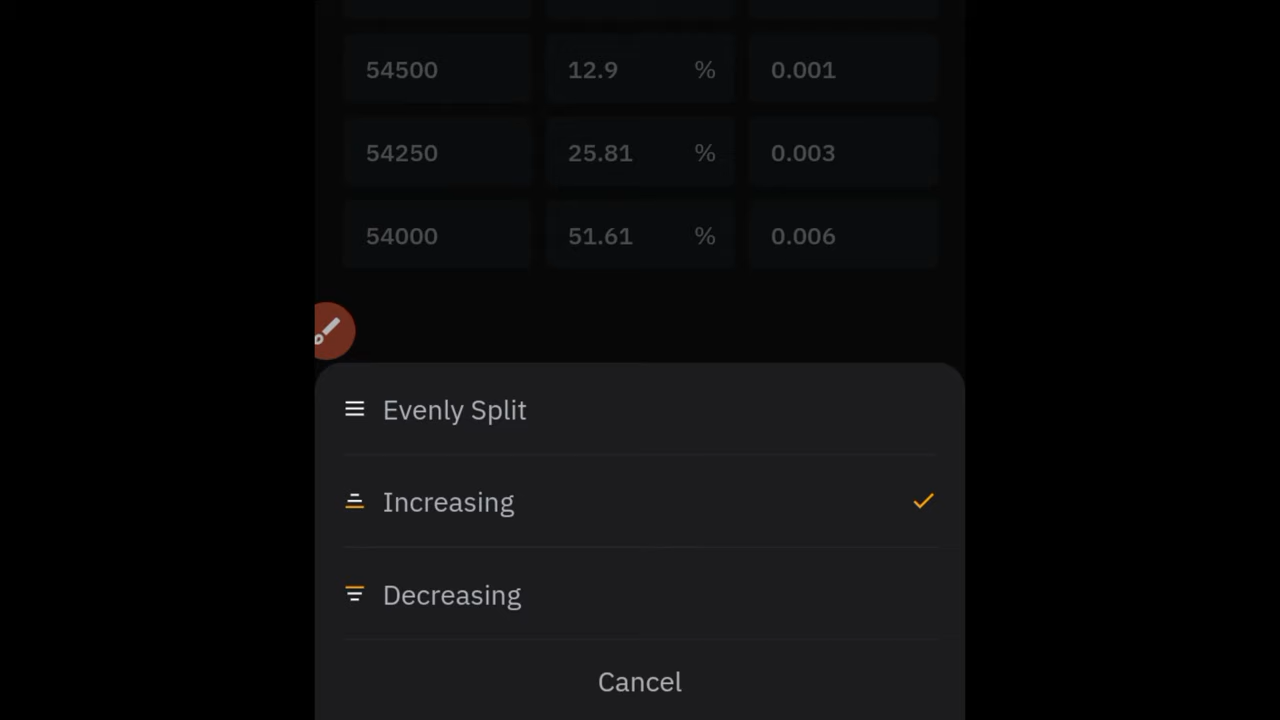 54500 12.9 % 0.001
54250 25.81 % 0.003
54000 51.61 % 0.006
Evenly Split
Increasing
Decreasing
Cancel